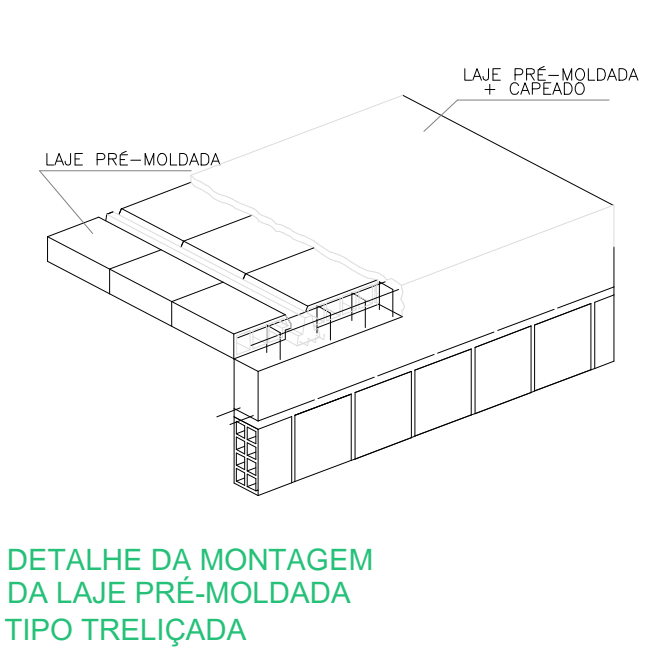 LAJE PRÉ-MOLDADA
+ CAPEADO
LAJE PRÉ-MOLDADA
DETALHE DA MONTAGEM
DA LAJE PRÉ-MOLDADA
TIPO TRELIÇADA